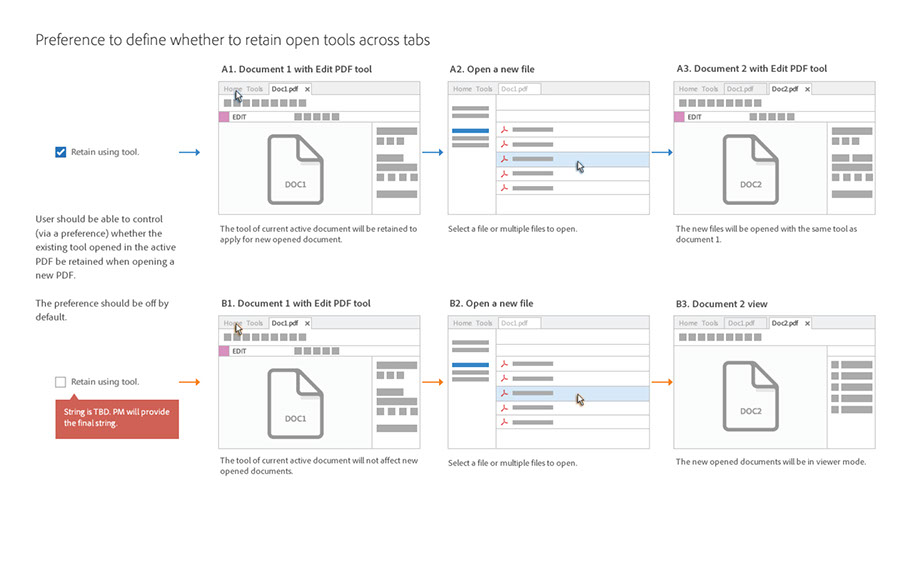 Preference to define whether to retain open tools across tabs
A1. Document 1 with Edit PDF tool
Home Tools Doc1.pdf ×
EDIT
DOC1
The tool of current active document will be retained to
apply for new opened document.
A2. Open a new file
Home Tools Doc1.pdf
Select a file or multiple files to open.
A3. Document 2 with Edit PDF tool
Home Tools Doc1.pdf Doc2.pdf ×
EDIT
DOC2
The new files will be opened with the same tool as
document 1.
Retain using tool.
User should be able to control
(via a preference) whether the
existing tool opened in the active
PDF be retained when opening a
new PDF.
The preference should be off by
default.
B1. Document 1 with Edit PDF tool
Home Tools Doc1.pdf ×
EDIT
DOC1
The tool of current active document will not affect new
opened documents.
B2. Open a new file
Home Tools Doc1.pdf
Select a file or multiple files to open.
B3. Document 2 view
Home Tools Doc1.pdf Doc2.pdf ×
DOC2
The new opened documents will be in viewer mode.
Retain using tool.
String is TBD. PM will provide
the final string.